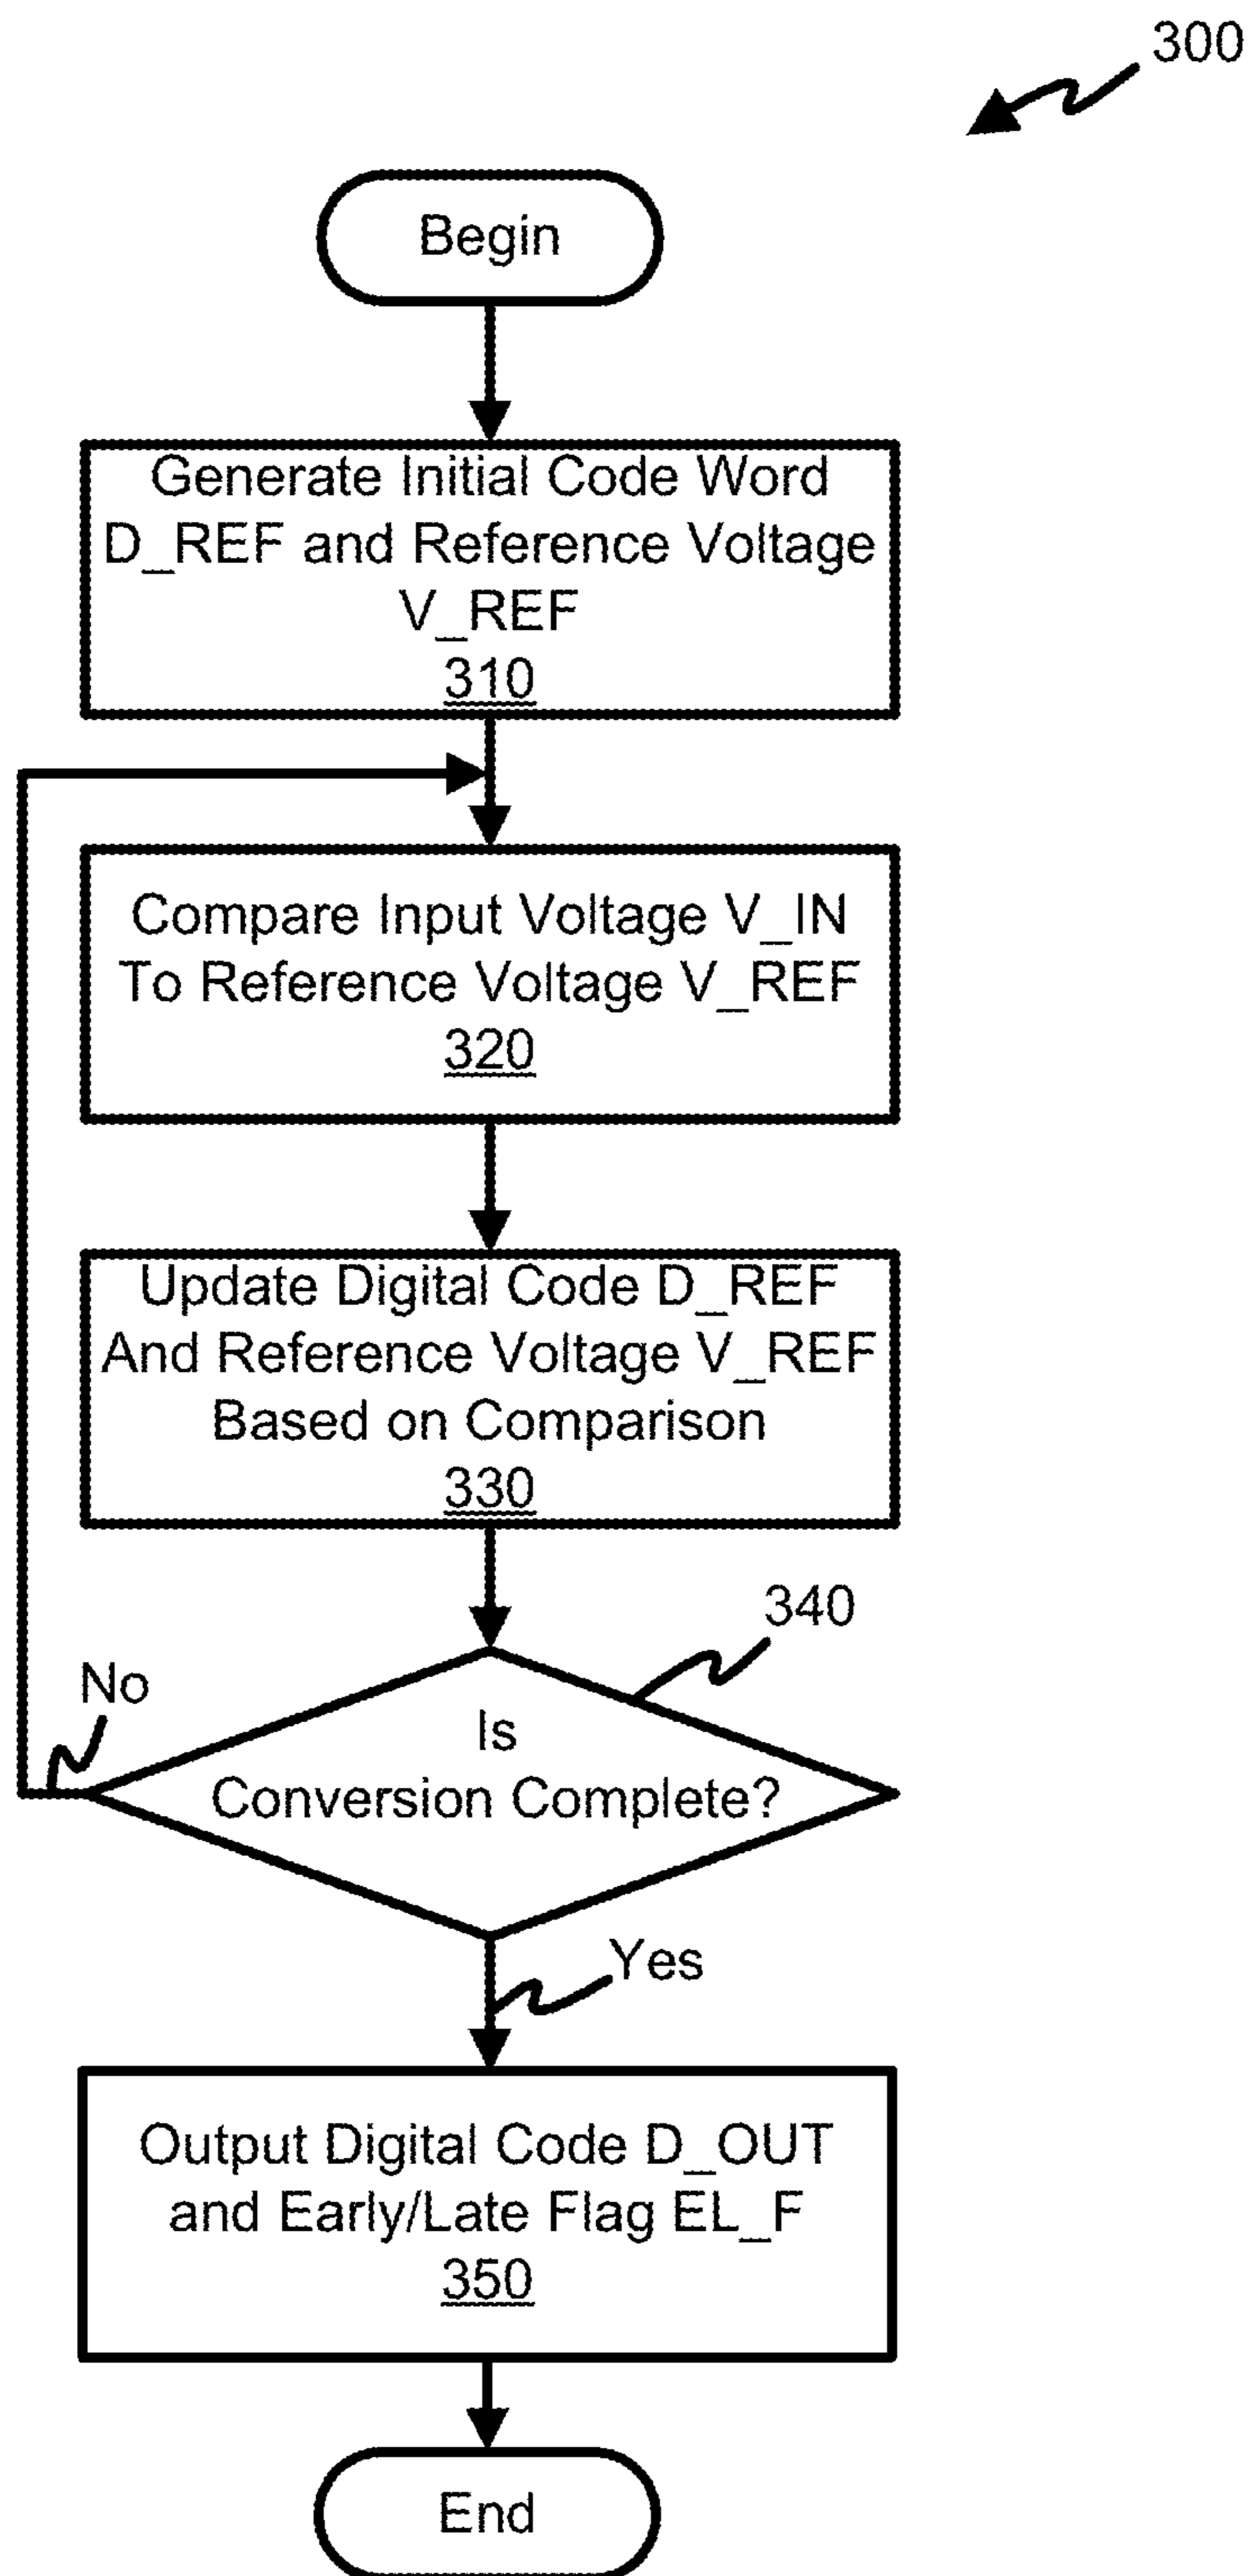 300
Begin
Generate Initial Code Word
D_REF and Reference Voltage
V_REF
310
Compare Input Voltage V_IN
To Reference Voltage V_REF
320
Update Digital Code D_REF
And Reference Voltage V_REF
Based on Comparison
330
340
No
Is
Conversion Complete?
Yes
Output Digital Code D_OUT
and Early/Late Flag EL_F
350
End